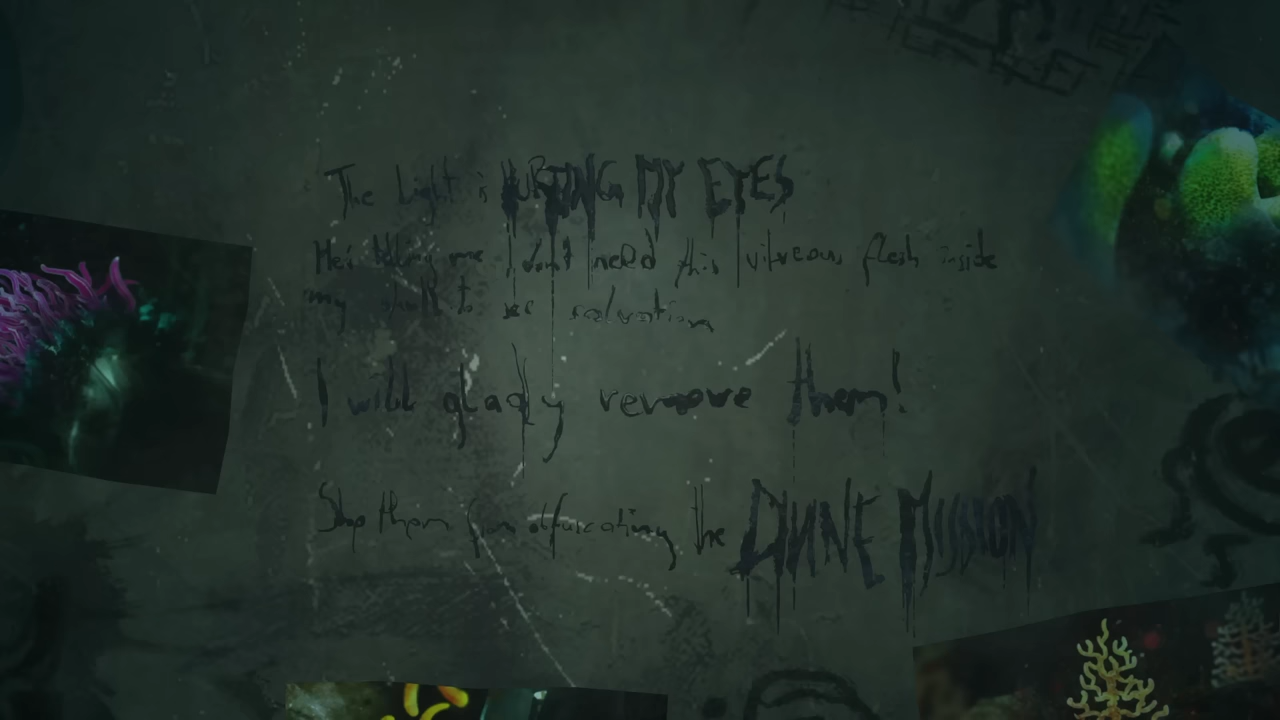 The Light is HURTING MY EYES
He's telling me I don't need this vitreous flesh inside
my skull to see salvation
I will glady remove them!
Stop them from obfuscating the DIVINE MISSION